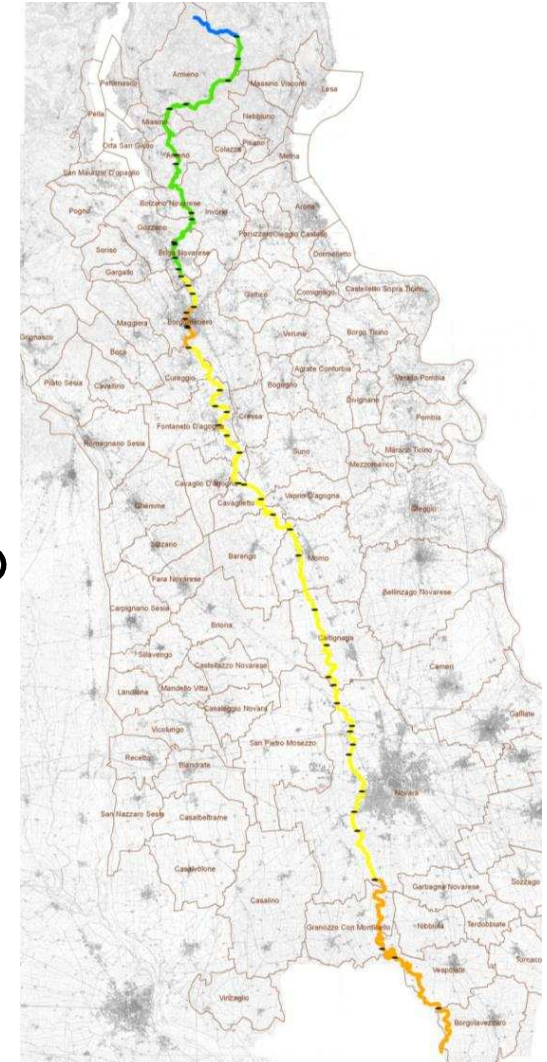 Armeno
Massino Visconti
Lesa
Pettenasco
Nebbiuno
Pella
Miasino
Pisano
Orta San Giulio
Ameno
Colazza
Meina
San Maurizio D'opaglio
Bolzano Novarese
Pogno
Invorio
Arona
Gozzano
Paruzzaro
Oleggio Castello
Soriso
Briga Novarese
Dormelletto
Gargallo
Gattico
Comignago
Castelletto Sopra Ticino
Maggiora
Borgomanero
Veruno
Borgo Ticino
Grignasco
Boca
Agrate Conturbia
Prato Sesia
Cavallirio
Cureggio
Bogogno
Varallo Pombia
Divignano
Cressa
Pombia
Fontaneto D'agogna
Romagnano Sesia
Suno
Marano Ticino
Mezzomerico
Cavaglio D'agogna
Vaprio D'agogna
Ghemme
Cavaglietto
Oleggio
Sizzano
Barengo
Momo
Fara Novarese
Bellinzago Novarese
Carpignano Sesia
Briona
Caltignaga
Sillavengo
Castellazzo Novarese
Cameri
Landiona
Mandello Vitta
Casaleggio Novara
Galliate
Vicolungo
San Pietro Mosezzo
Recetto
Biandrate
Novara
San Nazzaro Sesia
Casalbeltrame
Casalvolone
Sozzago
Garbagna Novarese
Casalino
Granozzo Con Monticello
Nibbiola
Terdobbiate
Tornaco
Vespolate
Vinzaglio
Borgolavezzaro